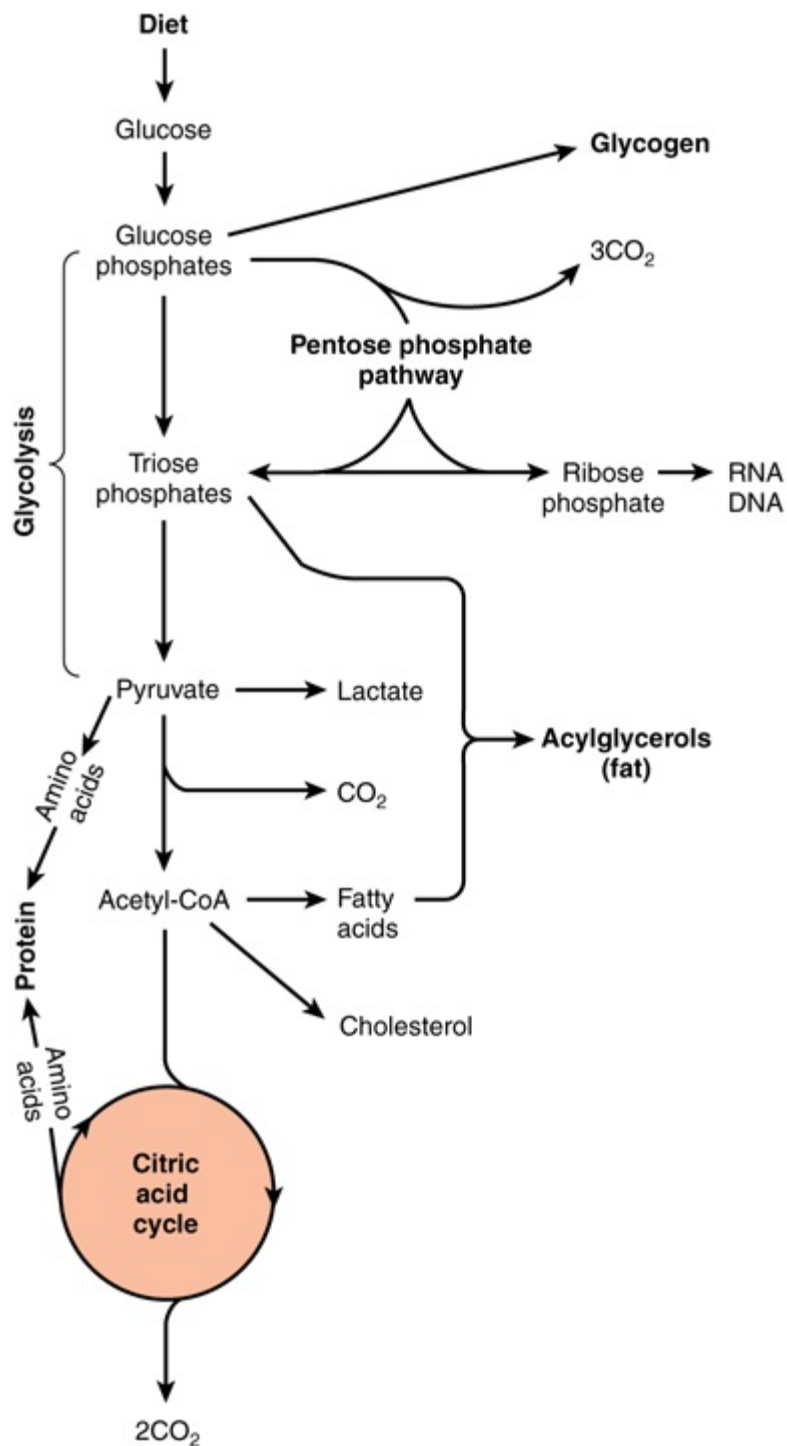 Diet
Glucose
Glycogen
Glucose
phosphates
3CO₂
Pentose phosphate
pathway
Glycolysis
Triose
phosphates
Ribose
phosphate
RNA
DNA
Pyruvate
Lactate
Acylglycerols
(fat)
Amino
acids
CO₂
Acetyl-CoA
Fatty
acids
Protein
Cholesterol
Amino
acids
Citric
acid
cycle
2CO₂